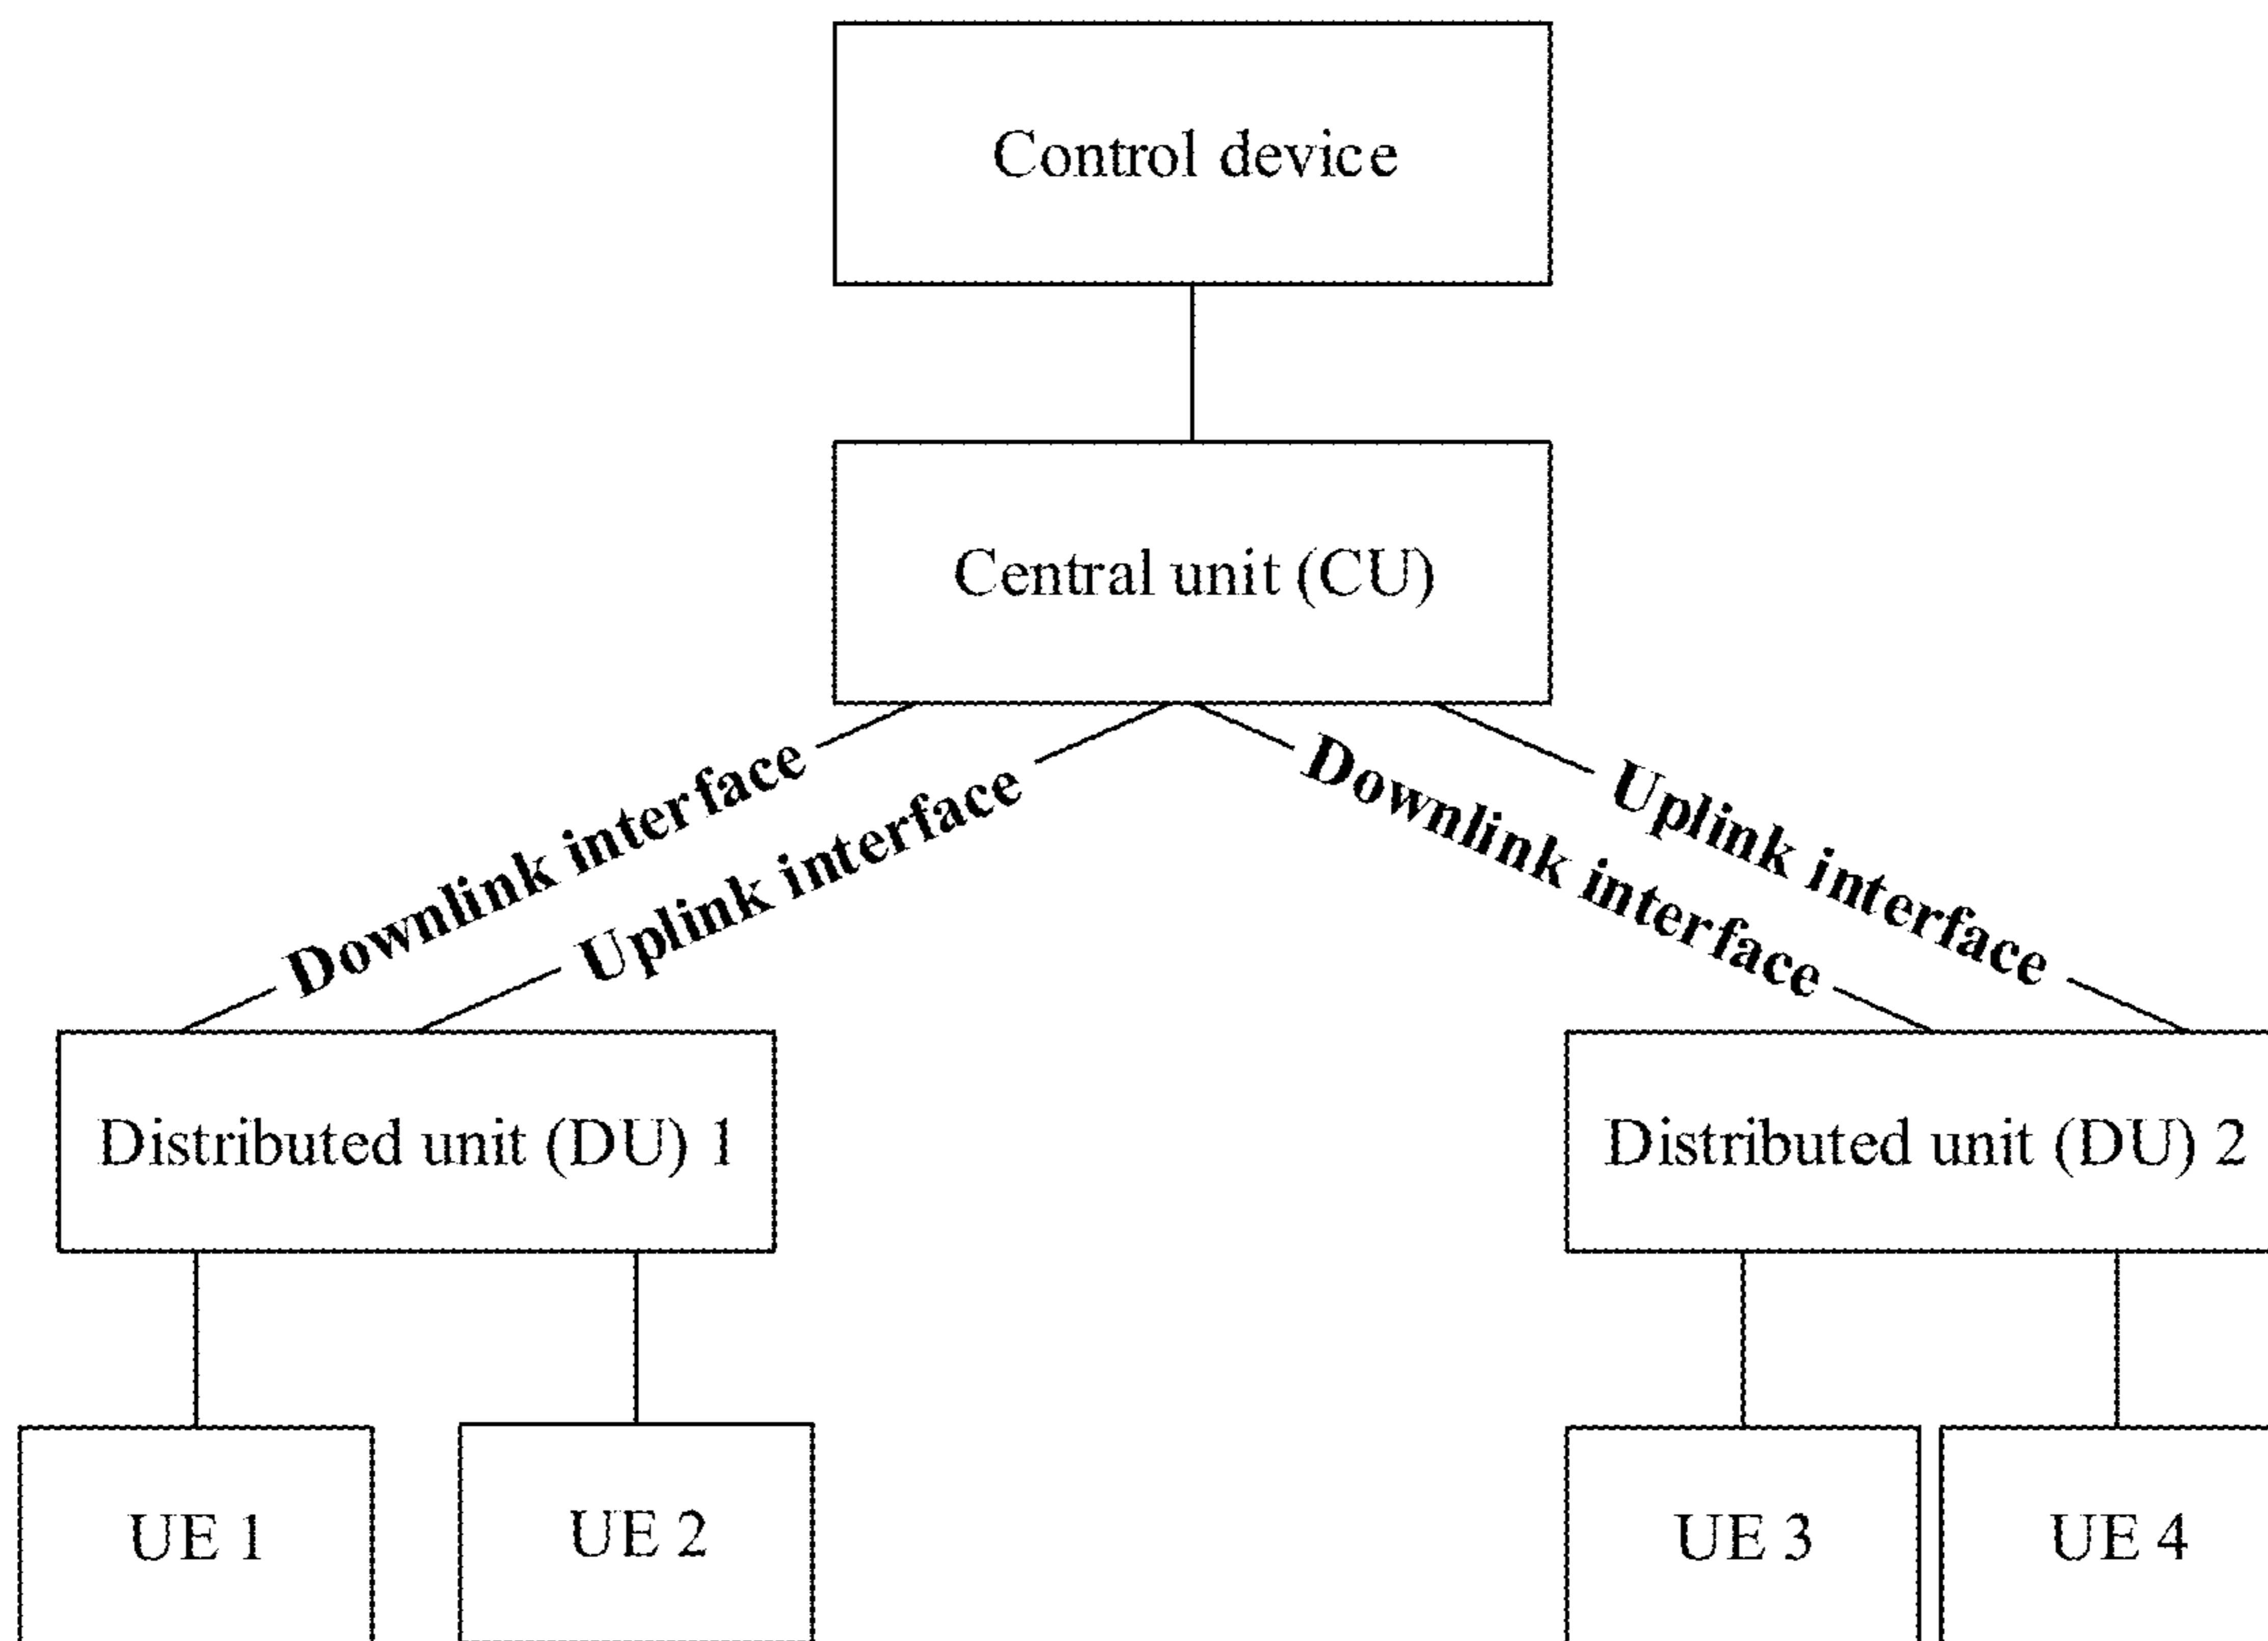 Control device
Central unit (CU)
Downlink interface
Uplink interface
Downlink interface
Uplink interface
Distributed unit (DU) 1
Distributed unit (DU) 2
UE 1
UE 2
UE 3
UE 4